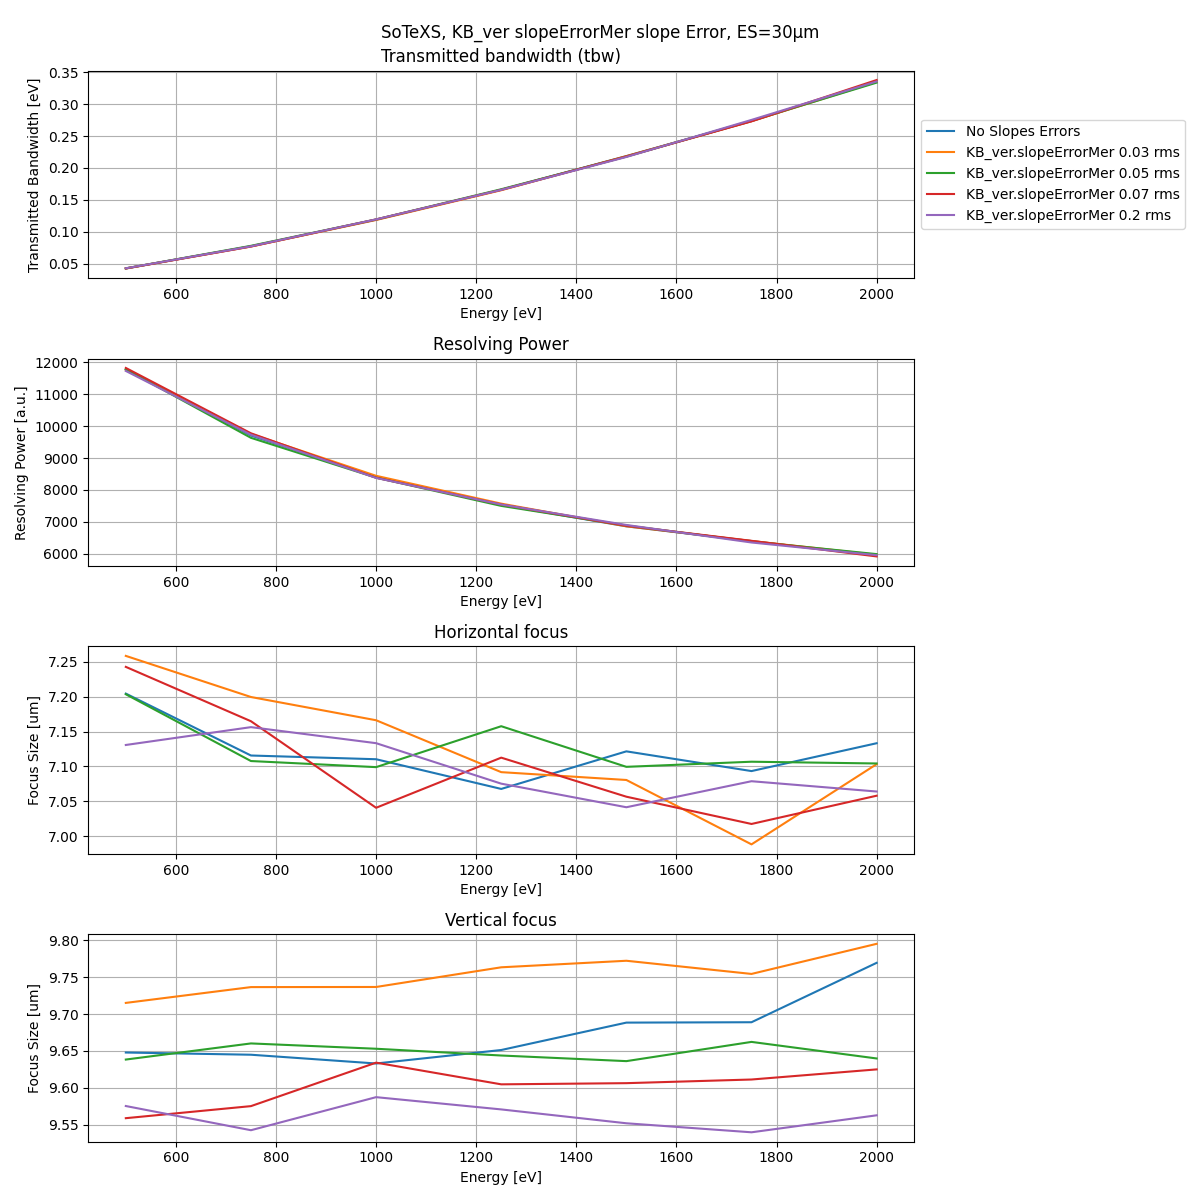 SoTeXS, KB_ver slopeErrorMer slope Error, ES=30μm
Transmitted bandwidth (tbw)
Transmitted Bandwidth [eV]
0.35
0.30
0.25
0.20
0.15
0.10
0.05
600 800 1000 1200 1400 1600 1800 2000
Energy [eV]
No Slopes Errors
KB_ver.slopeErrorMer 0.03 rms
KB_ver.slopeErrorMer 0.05 rms
KB_ver.slopeErrorMer 0.07 rms
KB_ver.slopeErrorMer 0.2 rms
Resolving Power
Resolving Power [a.u.]
12000
11000
10000
9000
8000
7000
6000
600 800 1000 1200 1400 1600 1800 2000
Energy [eV]
Horizontal focus
Focus Size [um]
7.25
7.20
7.15
7.10
7.05
7.00
600 800 1000 1200 1400 1600 1800 2000
Energy [eV]
Vertical focus
Focus Size [um]
9.80
9.75
9.70
9.65
9.60
9.55
600 800 1000 1200 1400 1600 1800 2000
Energy [eV]